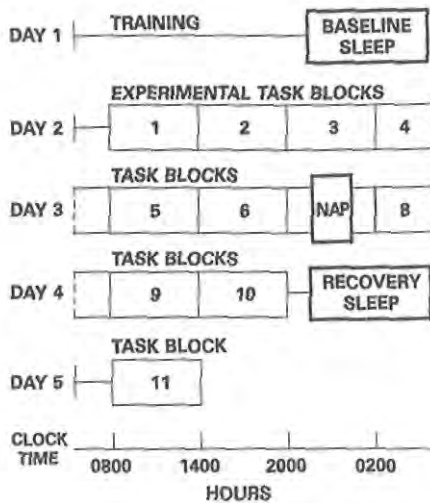 DAY 1 TRAINING BASELINE SLEEP
EXPERIMENTAL TASK BLOCKS
DAY 2 1 2 3 4
TASK BLOCKS
DAY 3 5 6 NAP 8
TASK BLOCKS
DAY 4 9 10 RECOVERY SLEEP
TASK BLOCK
DAY 5 11
CLOCK TIME
0800 1400 2000 0200
HOURS